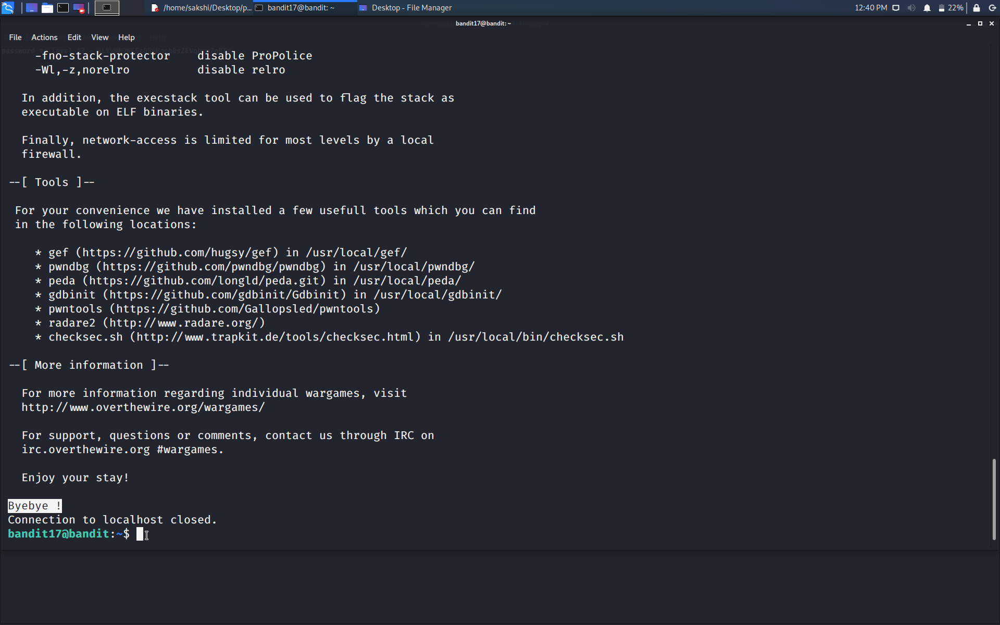 /home/sakshi/Desktop/p... bandit17@bandit: ~ Desktop - File Manager 12:40 PM 22%
bandit17@bandit: ~
File Actions Edit View Help
-fno-stack-protector    disable ProPolice
-Wl,-z,norelro          disable relro
In addition, the execstack tool can be used to flag the stack as
executable on ELF binaries.
Finally, network-access is limited for most levels by a local
firewall.
--[ Tools ]--
For your convenience we have installed a few usefull tools which you can find
in the following locations:
* gef (https://github.com/hugsy/gef) in /usr/local/gef/
* pwndbg (https://github.com/pwndbg/pwndbg) in /usr/local/pwndbg/
* peda (https://github.com/longld/peda.git) in /usr/local/peda/
* gdbinit (https://github.com/gdbinit/Gdbinit) in /usr/local/gdbinit/
* pwntools (https://github.com/Gallopsled/pwntools)
* radare2 (http://www.radare.org/)
* checksec.sh (http://www.trapkit.de/tools/checksec.html) in /usr/local/bin/checksec.sh
--[ More information ]--
For more information regarding individual wargames, visit
http://www.overthewire.org/wargames/
For support, questions or comments, contact us through IRC on
irc.overthewire.org #wargames.
Enjoy your stay!
Byebye !
Connection to localhost closed.
bandit17@bandit:~$